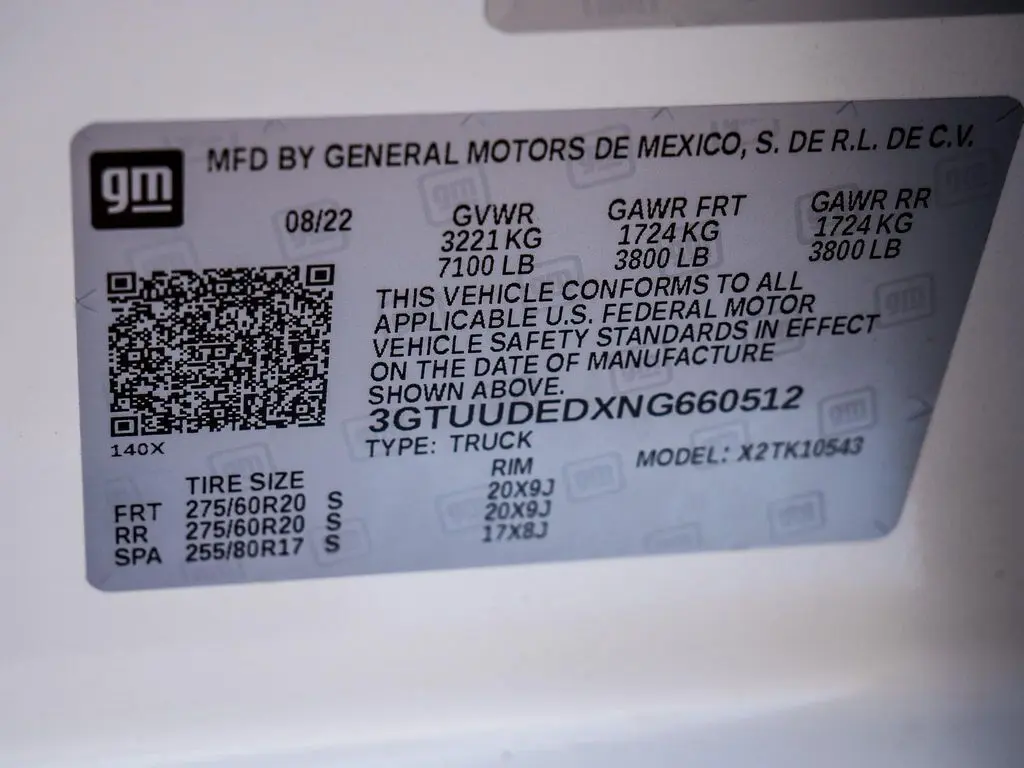 gm MFD BY GENERAL MOTORS DE MEXICO, S. DE R.L. DE C.V.
08/22 GVWR GAWR FRT GAWR RR
3221 KG 1724 KG 1724 KG
7100 LB 3800 LB 3800 LB
THIS VEHICLE CONFORMS TO ALL
APPLICABLE U.S. FEDERAL MOTOR
VEHICLE SAFETY STANDARDS IN EFFECT
ON THE DATE OF MANUFACTURE
SHOWN ABOVE.
3GTUUDEDXNG660512
140X TYPE: TRUCK MODEL: X2TK10543
TIRE SIZE RIM
FRT 275/60R20 S 20X9J
RR 275/60R20 S 20X9J
SPA 255/80R17 S 17X8J